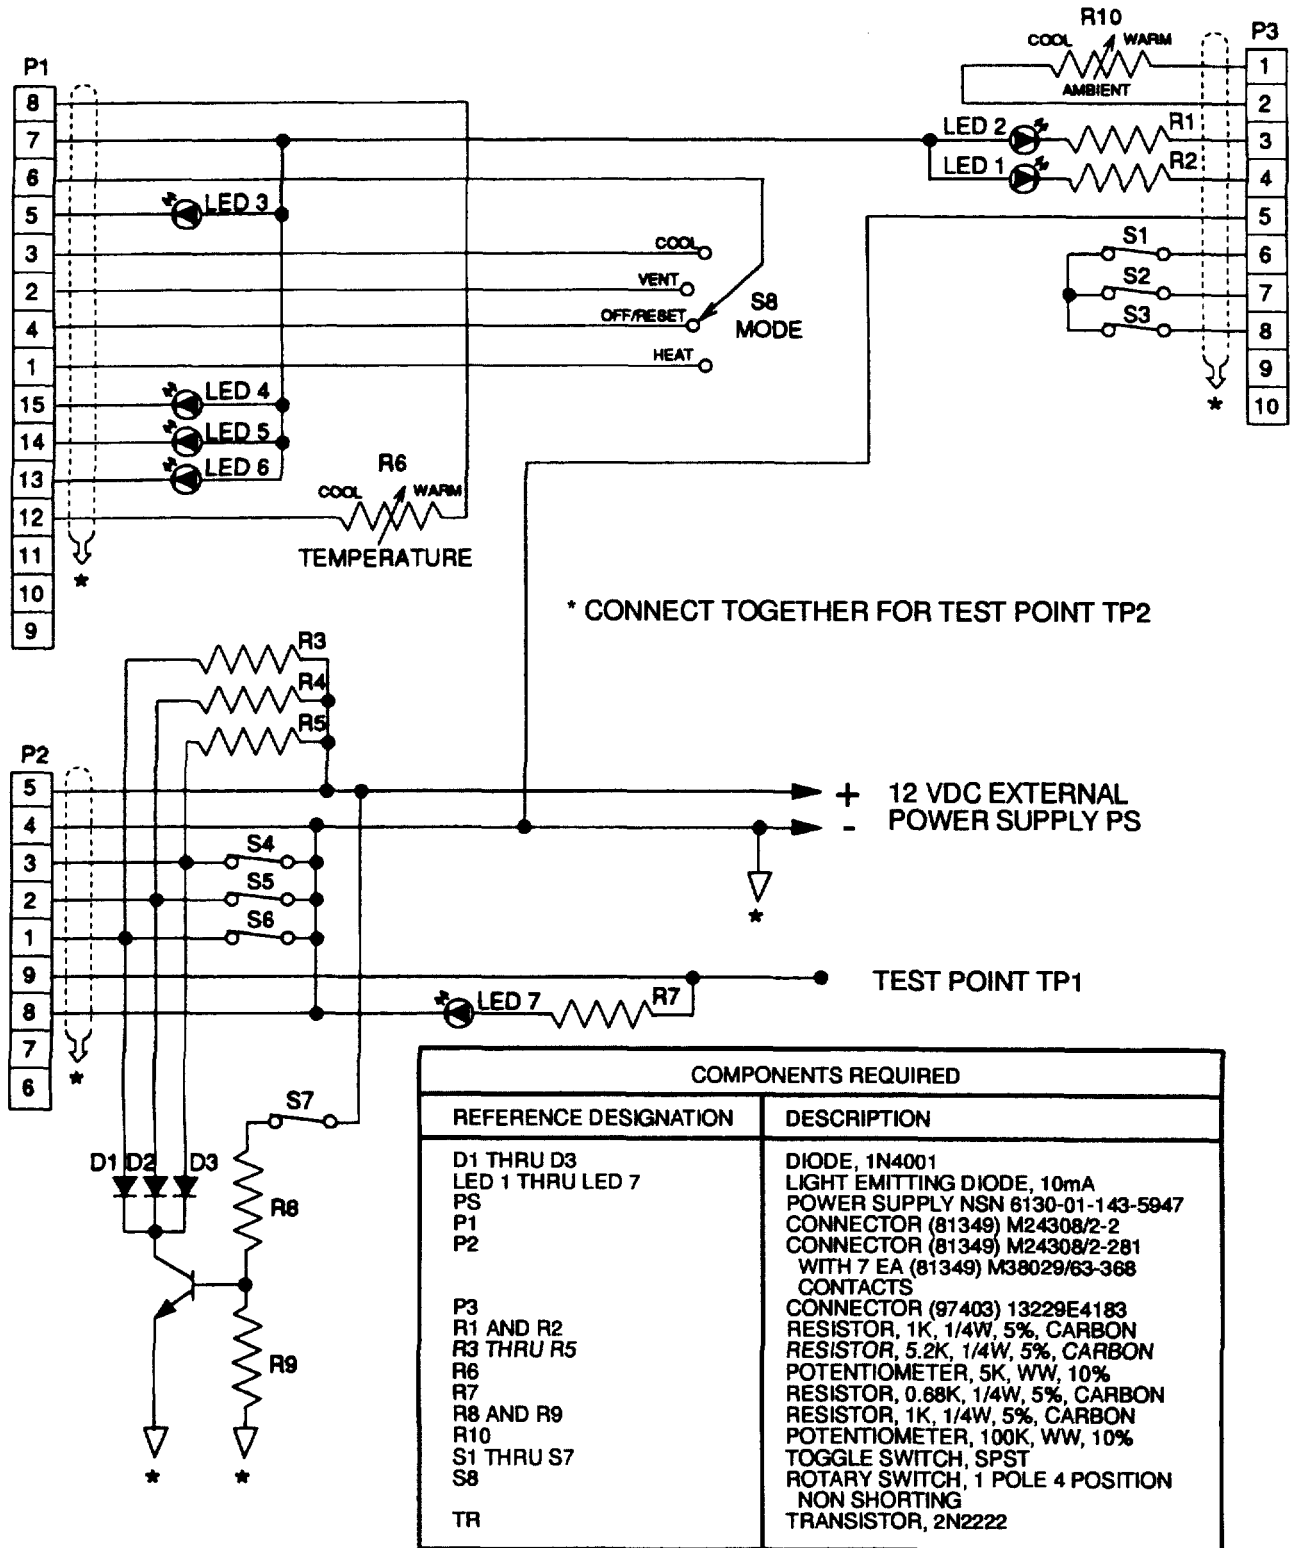 R10
P3
COOL WARM
AMBIENT
1
2
3
4
5
6
7
8
9
10
P1
8
7
6
5
3
2
4
1
15
14
13
12
11
10
9
LED 2
R1
LED 1
R2
LED 3
S1
S2
S3
*
COOL
VENT
OFF/RESET
HEAT
S8
MODE
LED 4
LED 5
LED 6
R6
COOL WARM
TEMPERATURE
*
* CONNECT TOGETHER FOR TEST POINT TP2
R3
R4
R5
P2
5
4
3
2
1
9
8
7
6
+ 12 VDC EXTERNAL
- POWER SUPPLY PS
S4
S5
S6
*
TEST POINT TP1
LED 7
R7
*
S7
D1 D2 D3
R8
R9
* *
COMPONENTS REQUIRED
REFERENCE DESIGNATION DESCRIPTION
D1 THRU D3 DIODE, 1N4001
LED 1 THRU LED 7 LIGHT EMITTING DIODE, 10mA
PS POWER SUPPLY NSN 6130-01-143-5947
P1 CONNECTOR (81349) M24308/2-2
P2 CONNECTOR (81349) M24308/2-281
WITH 7 EA (81349) M38029/63-368
CONTACTS
P3 CONNECTOR (97403) 13229E4183
R1 AND R2 RESISTOR, 1K, 1/4W, 5%, CARBON
R3 THRU R5 RESISTOR, 5.2K, 1/4W, 5%, CARBON
R6 POTENTIOMETER, 5K, WW, 10%
R7 RESISTOR, 0.68K, 1/4W, 5%, CARBON
R8 AND R9 RESISTOR, 1K, 1/4W, 5%, CARBON
R10 POTENTIOMETER, 100K, WW, 10%
S1 THRU S7 TOGGLE SWITCH, SPST
S8 ROTARY SWITCH, 1 POLE 4 POSITION
NON SHORTING
TR TRANSISTOR, 2N2222